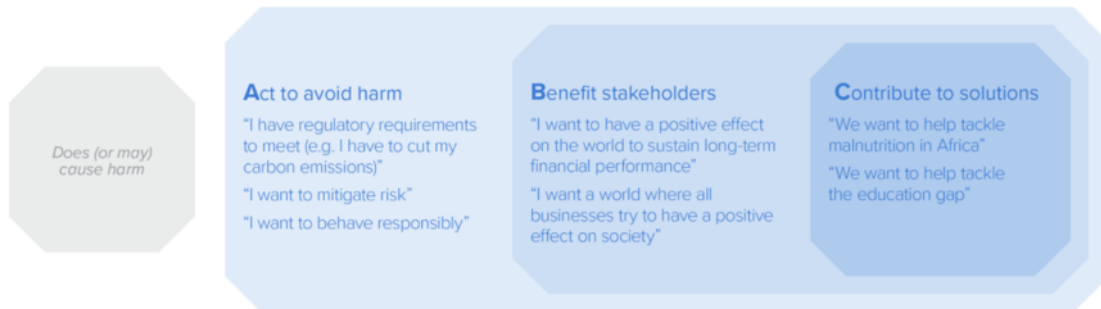 Does (or may)
cause harm
Act to avoid harm
“I have regulatory requirements
to meet (e.g. I have to cut my
carbon emissions)”
“I want to mitigate risk”
“I want to behave responsibly”
Benefit stakeholders
“I want to have a positive effect
on the world to sustain long-term
financial performance”
“I want a world where all
businesses try to have a positive
effect on society”
Contribute to solutions
“We want to help tackle
malnutrition in Africa”
“We want to help tackle
the education gap”